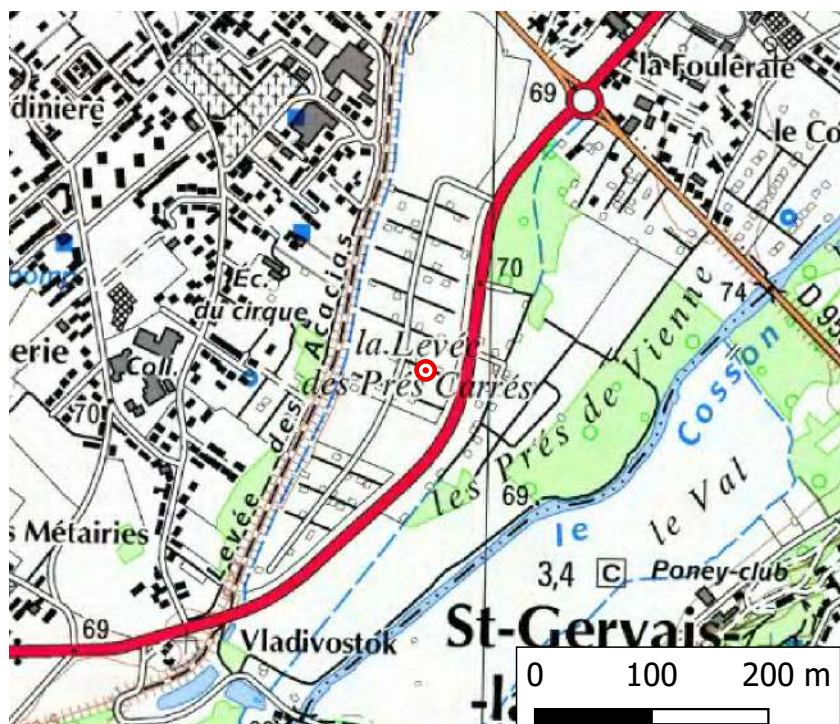 la Foulêraie
69
dinière
le Co
Acacias
70
Éc.
du cirque
74
D 95
la Levée
des Prés Carrés
erie
Coll.
70
Levée des
les Prés de Vienne
Cosson
le
69
le Val
s Métairies
3,4
C
Poney-club
69
Vladivostok
St-Gervais-
0 100 200 m